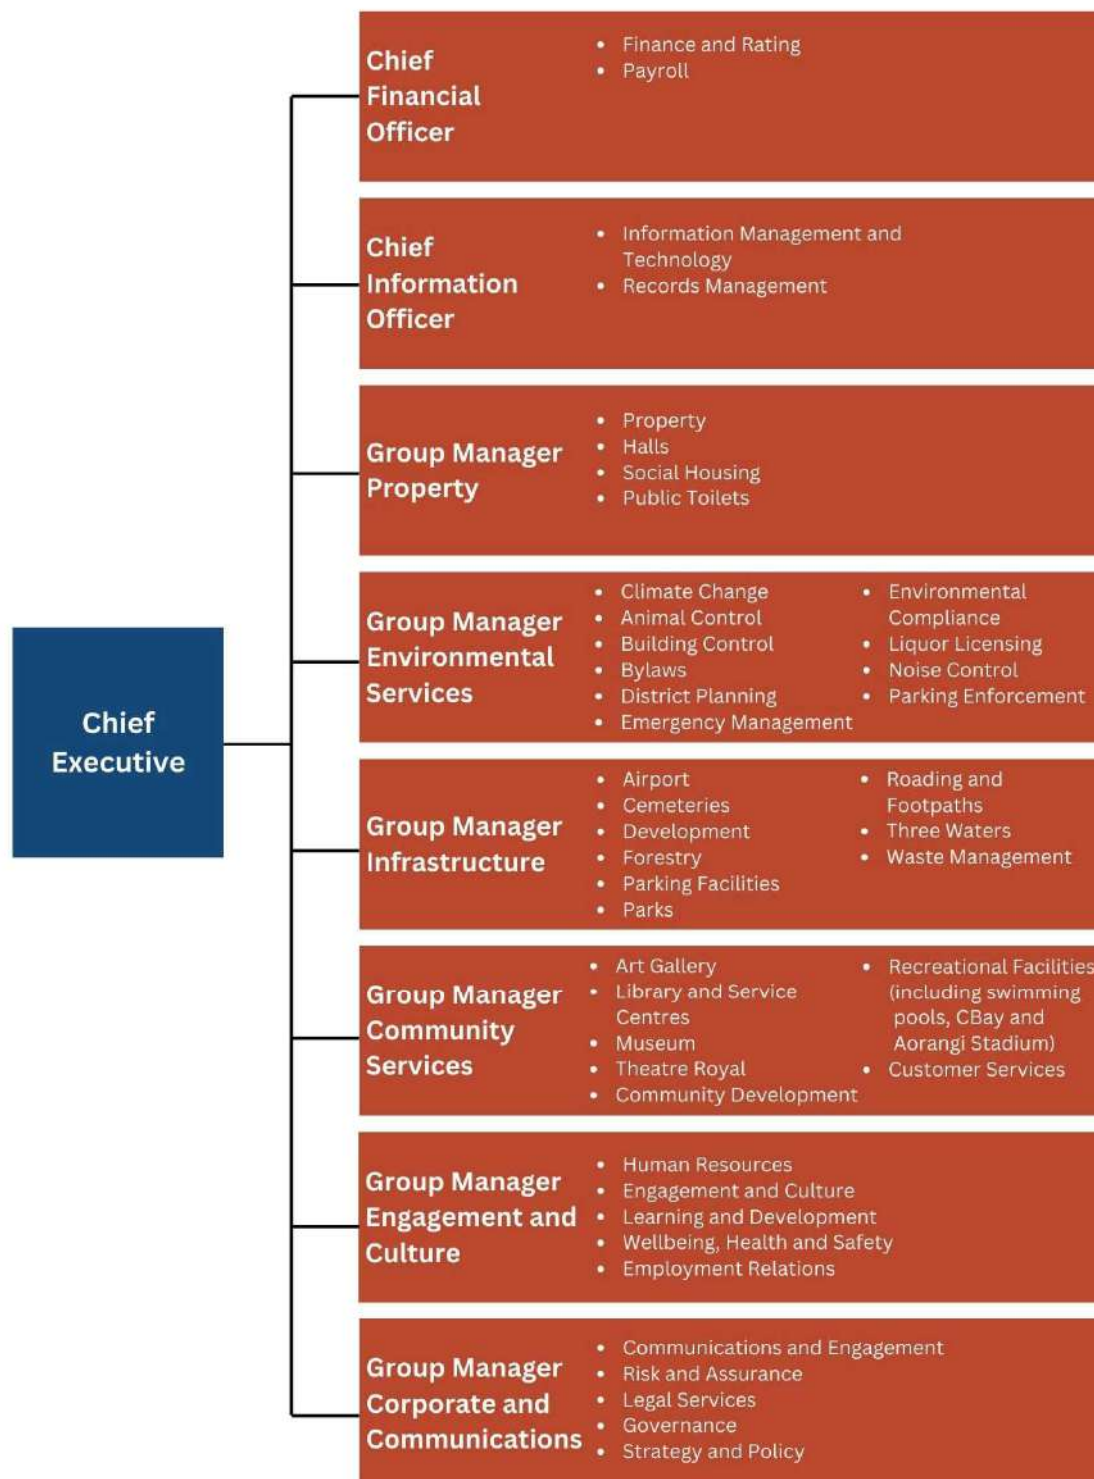 Chief
Executive
Chief
Financial
Officer
• Finance and Rating
• Payroll
Chief
Information
Officer
• Information Management and
Technology
• Records Management
Group Manager
Property
• Property
• Halls
• Social Housing
• Public Toilets
Group Manager
Environmental
Services
• Climate Change
• Animal Control
• Building Control
• Bylaws
• District Planning
• Emergency Management
• Environmental
Compliance
• Liquor Licensing
• Noise Control
• Parking Enforcement
Group Manager
Infrastructure
• Airport
• Cemeteries
• Development
• Forestry
• Parking Facilities
• Parks
• Roading and
Footpaths
• Three Waters
• Waste Management
Group Manager
Community
Services
• Art Gallery
• Library and Service
Centres
• Museum
• Theatre Royal
• Community Development
• Recreational Facilities
(including swimming
pools, CBay and
Aorangi Stadium)
• Customer Services
Group Manager
Engagement and
Culture
• Human Resources
• Engagement and Culture
• Learning and Development
• Wellbeing, Health and Safety
• Employment Relations
Group Manager
Corporate and
Communications
• Communications and Engagement
• Risk and Assurance
• Legal Services
• Governance
• Strategy and Policy